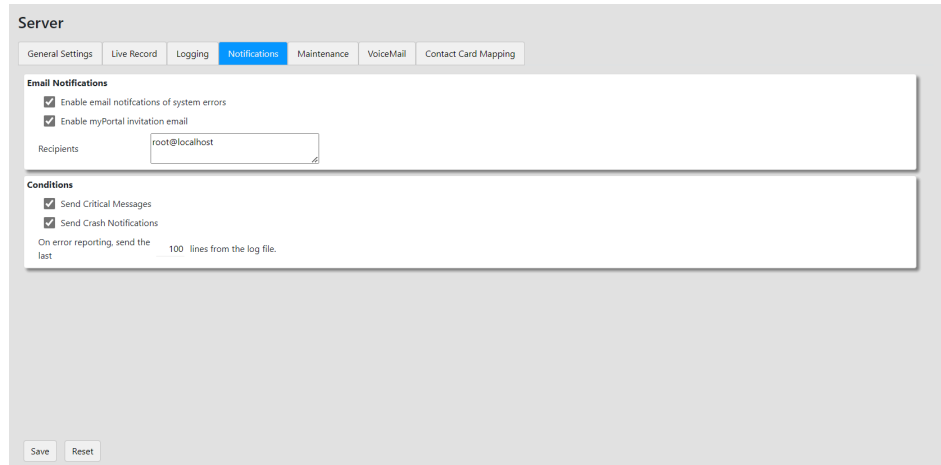 Server
General Settings Live Record Logging Notifications Maintenance VoiceMail Contact Card Mapping
Email Notifications
Enable email notifcations of system errors
Enable myPortal invitation email
Recipients root@localhost
Conditions
Send Critical Messages
Send Crash Notifications
On error reporting, send the
last 100 lines from the log file.
Save Reset